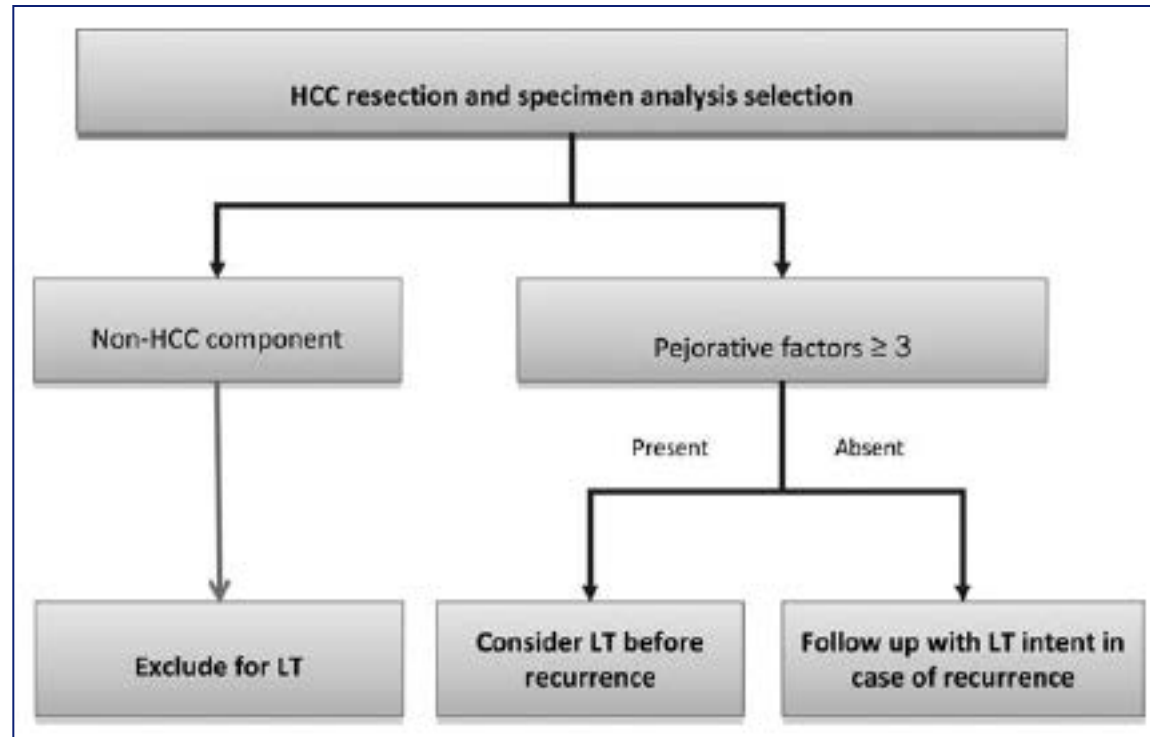 HCC resection and specimen analysis selection
Non-HCC component
Pejorative factors ≥ 3
Present
Absent
Exclude for LT
Consider LT before
recurrence
Follow up with LT intent in
case of recurrence